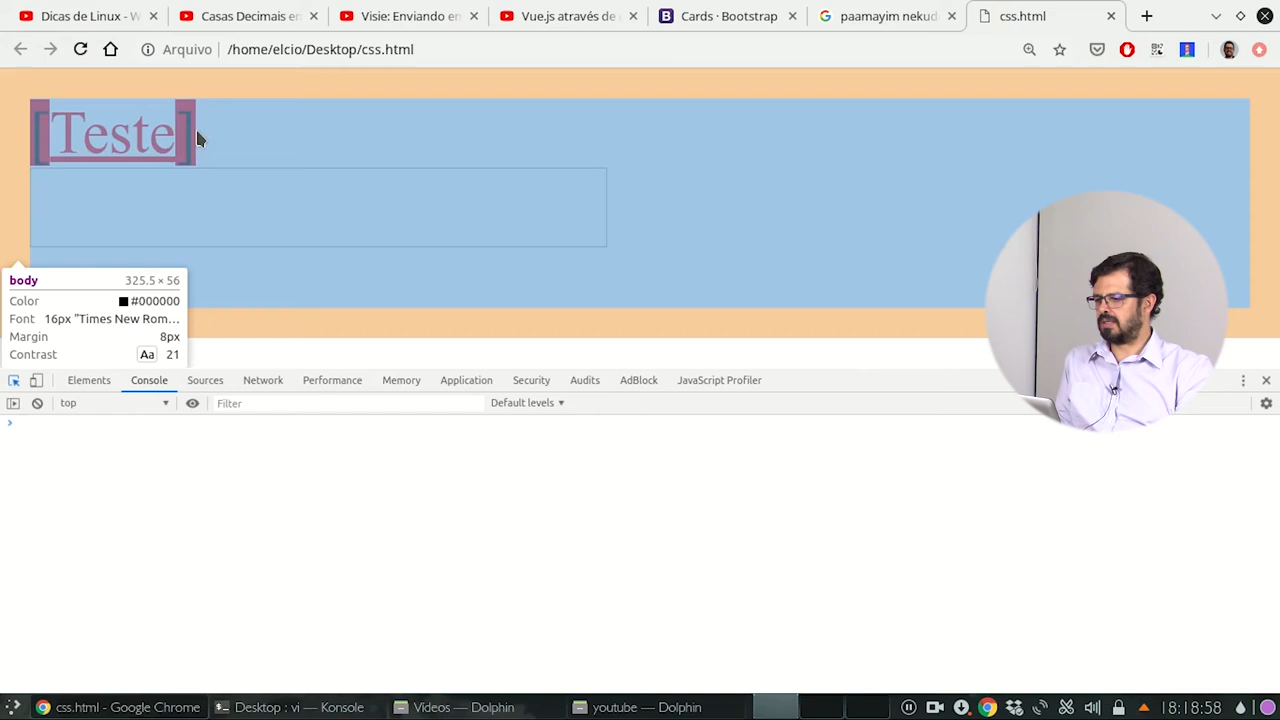 Dicas de Linux - W
Casas Decimais en
Visie: Enviando en
Vue.js através de
Cards · Bootstrap
paamayim nekud
css.html
Arquivo
/home/elcio/Desktop/css.html
[Teste]
body 325.5 × 56
Color #000000
Font 16px "Times New Rom...
Margin 8px
Contrast Aa 21
Elements Console Sources Network Performance Memory Application Security Audits AdBlock JavaScript Profiler
top Filter Default levels
css.html - Google Chrome
Desktop : vi — Konsole
Vídeos — Dolphin
youtube — Dolphin
18:18:58